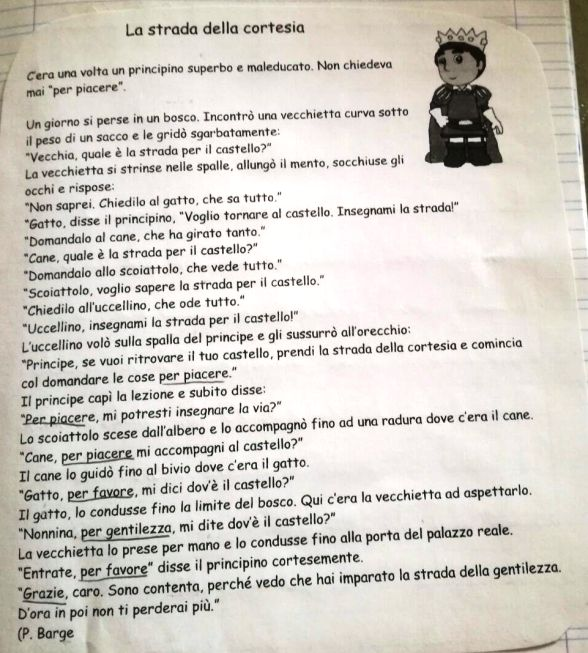 La strada della cortesia
C'era una volta un principino superbo e maleducato. Non chiedeva
mai "per piacere".
Un giorno si perse in un bosco. Incontrò una vecchietta curva sotto
il peso di un sacco e le gridò sgarbatamente:
"Vecchia, quale è la strada per il castello?"
La vecchietta si strinse nelle spalle, allungò il mento, socchiuse gli
occhi e rispose:
"Non saprei. Chiedilo al gatto, che sa tutto."
"Gatto, disse il principino, "Voglio tornare al castello. Insegnami la strada!"
"Domandalo al cane, che ha girato tanto."
"Cane, quale è la strada per il castello?"
"Domandalo allo scoiattolo, che vede tutto."
"Scoiattolo, voglio sapere la strada per il castello."
"Chiedilo all'uccellino, che ode tutto."
"Uccellino, insegnami la strada per il castello!"
L'uccellino volò sulla spalla del principe e gli sussurrò all'orecchio:
"Principe, se vuoi ritrovare il tuo castello, prendi la strada della cortesia e comincia
col domandare le cose per piacere."
Il principe capì la lezione e subito disse:
"Per piacere, mi potresti insegnare la via?"
Lo scoiattolo scese dall'albero e lo accompagnò fino ad una radura dove c'era il cane.
"Cane, per piacere mi accompagni al castello?"
Il cane lo guidò fino al bivio dove c'era il gatto.
"Gatto, per favore, mi dici dov'è il castello?"
Il gatto, lo condusse fino la limite del bosco. Qui c'era la vecchietta ad aspettarlo.
"Nonnina, per gentilezza, mi dite dov'è il castello?"
La vecchietta lo prese per mano e lo condusse fino alla porta del palazzo reale.
"Entrate, per favore" disse il principino cortesemente.
"Grazie, caro. Sono contenta, perché vedo che hai imparato la strada della gentilezza.
D'ora in poi non ti perderai più."
(P. Barge